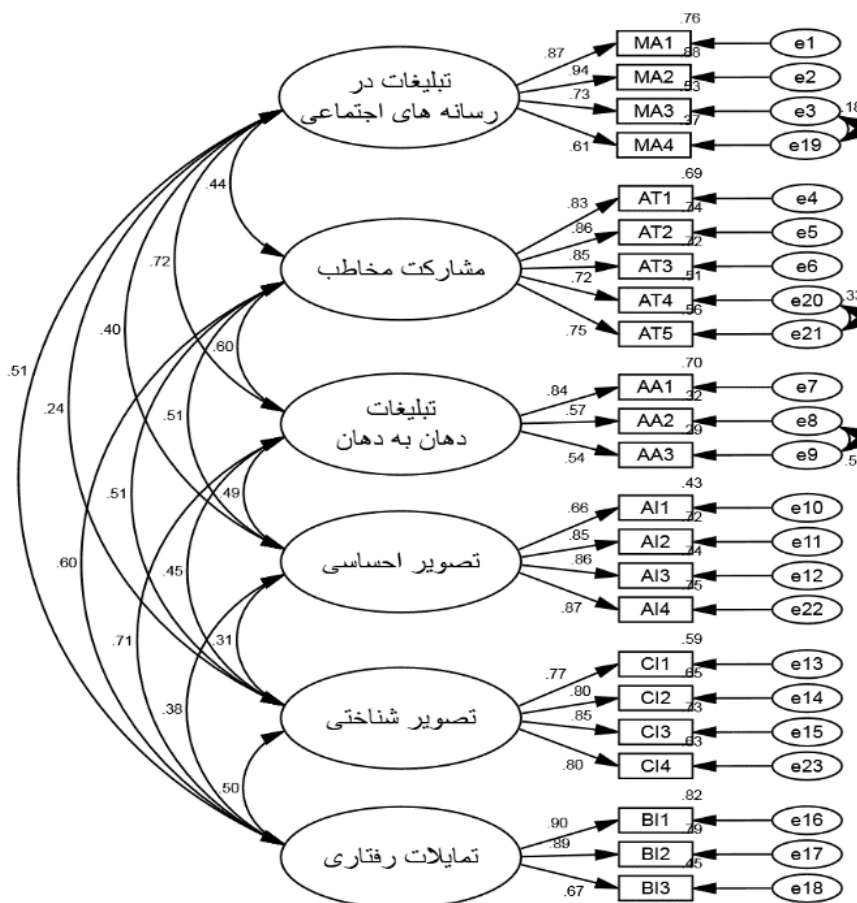 .76
.87 MA1 e1
.88
.94 MA2 e2
.53
تبلیغات در
رسانه های اجتماعی
.73 MA3 e3
.37
.18
.61 MA4 e19
.44
.69
.83 AT1 e4
.74
.86 AT2 e5
.72
مشارکت مخاطب
.85 AT3 e6
.51
.72 AT4 e20
.56
.33
.75 AT5 e21
.72
.40
.60
.51
.24
.70
.84 AA1 e7
.32
تبلیغات
دهان به دهان
.57 AA2 e8
.29
.54 AA3 e9
.51
.51
.49
.43
.66 AI1 e10
.72
.85 AI2 e11
.74
تصویر احساسی
.86 AI3 e12
.75
.87 AI4 e22
.60
.45
.71
.31
.59
.77 CI1 e13
.65
.80 CI2 e14
.73
تصویر شناختی
.85 CI3 e15
.63
.80 CI4 e23
.38
.50
.82
.90 BI1 e16
.79
.89 BI2 e17
.45
تمایلات رفتاری
.67 BI3 e18